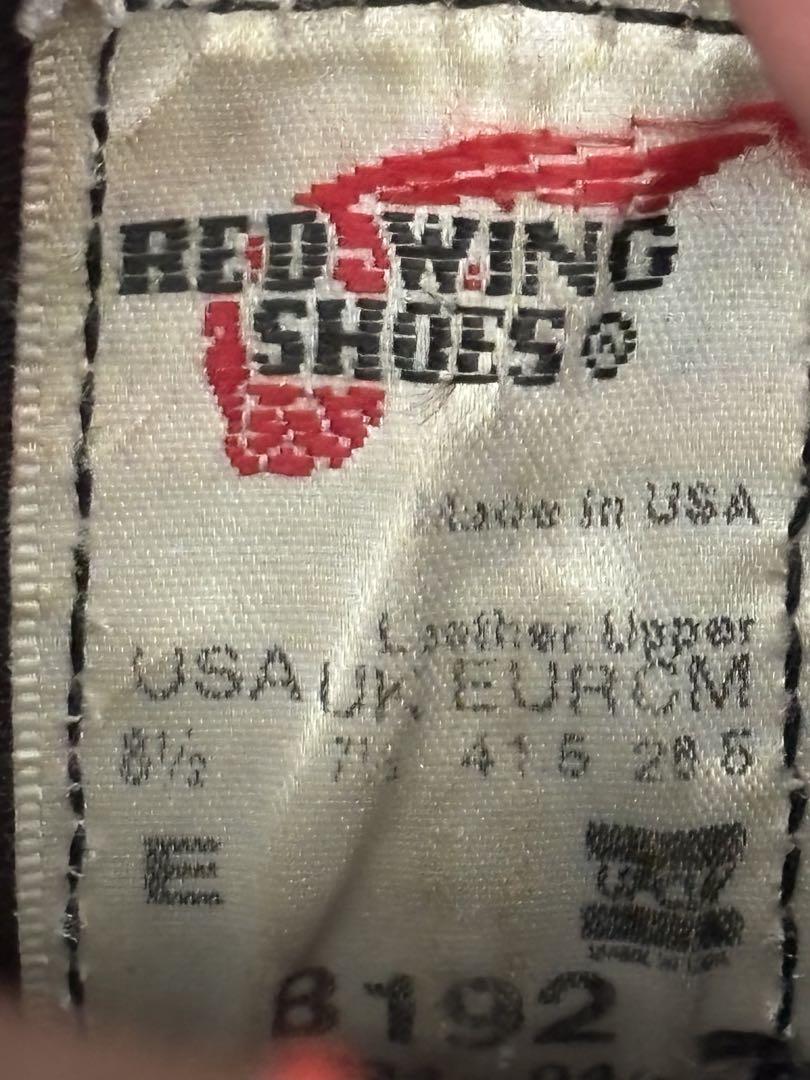 RED WING
SHOES®
Made in USA
Leather Upper
USA UK EUR CM
8½ 7½ 41.5 26.5
E
8192